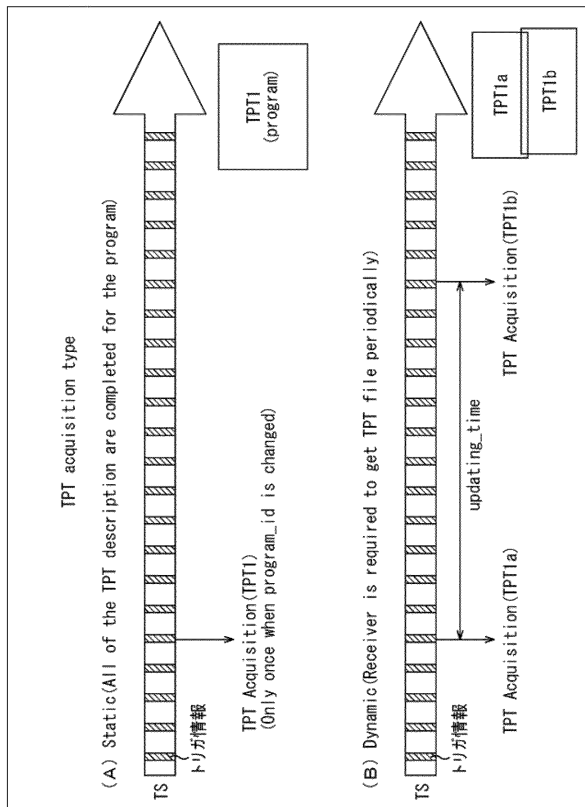 TPT acquisition type
(A) Static(All of the TPT description are completed for the program)
TS
トリガ情報
TPT Acquisition(TPT1)
(Only once when program_id is changed)
TPT1
(program)
(B) Dynamic(Receiver is required to get TPT file periodically)
TS
トリガ情報
TPT Acquisition(TPT1a)
updating_time
TPT Acquisition(TPT1b)
TPT1a
TPT1b